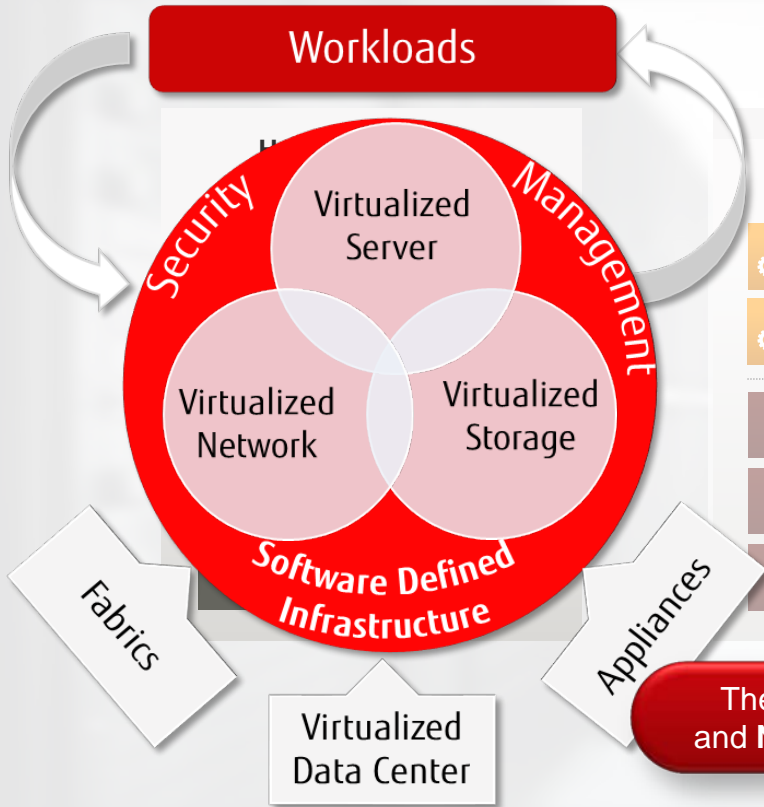 Workloads
Security
Management
Virtualized
Server
Virtualized
Network
Virtualized
Storage
Software Defined
Infrastructure
Fabrics
Virtualized
Data Center
Appliances
The
and